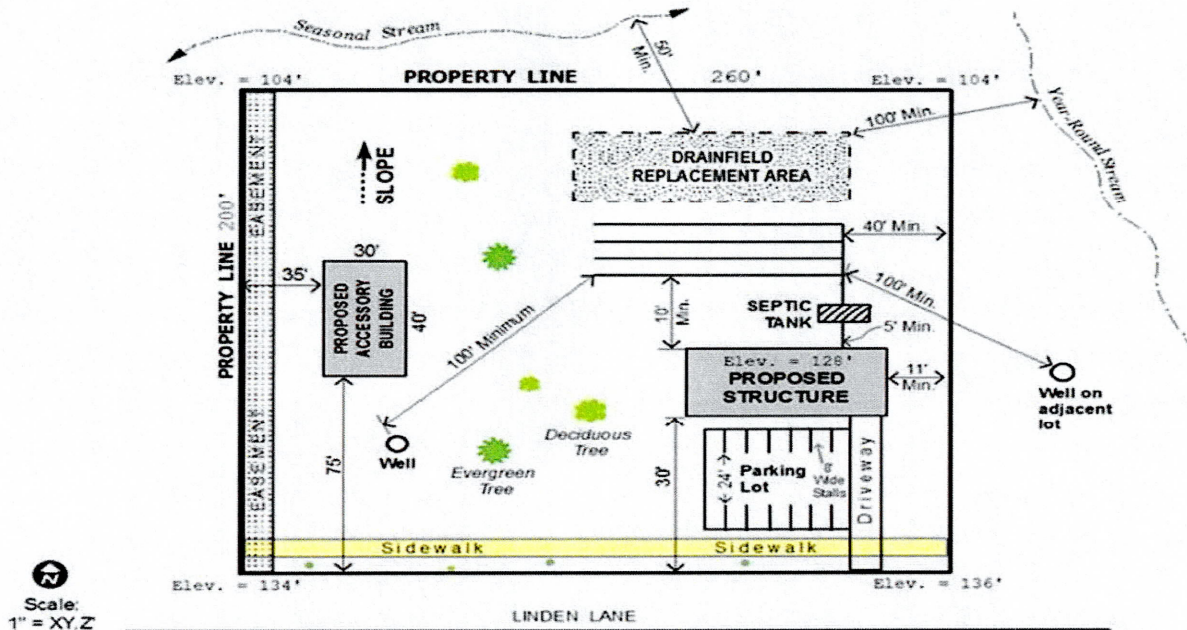 Seasonal Stream
50'
Min.
Elev. = 104'
PROPERTY LINE
260'
Elev. = 104'
100' Min.
Year-Round Stream
DRAINFIELD
REPLACEMENT AREA
EASEMENT
SLOPE
PROPERTY LINE 200'
40' Min.
30'
35'
PROPOSED
ACCESSORY
BUILDING
40'
100' Minimum
10'
Min.
SEPTIC
TANK
100' Min.
5' Min.
Elev. = 128'
PROPOSED
STRUCTURE
11'
Min.
Well on
adjacent
lot
Deciduous
Tree
Well
Evergreen
Tree
75'
30'
24'
Parking
Lot
8'
Wide
Stalls
Driveway
EASEMENT
Sidewalk
Sidewalk
Elev. = 134'
Elev. = 136'
N
Scale:
1" = XY.Z'
LINDEN LANE